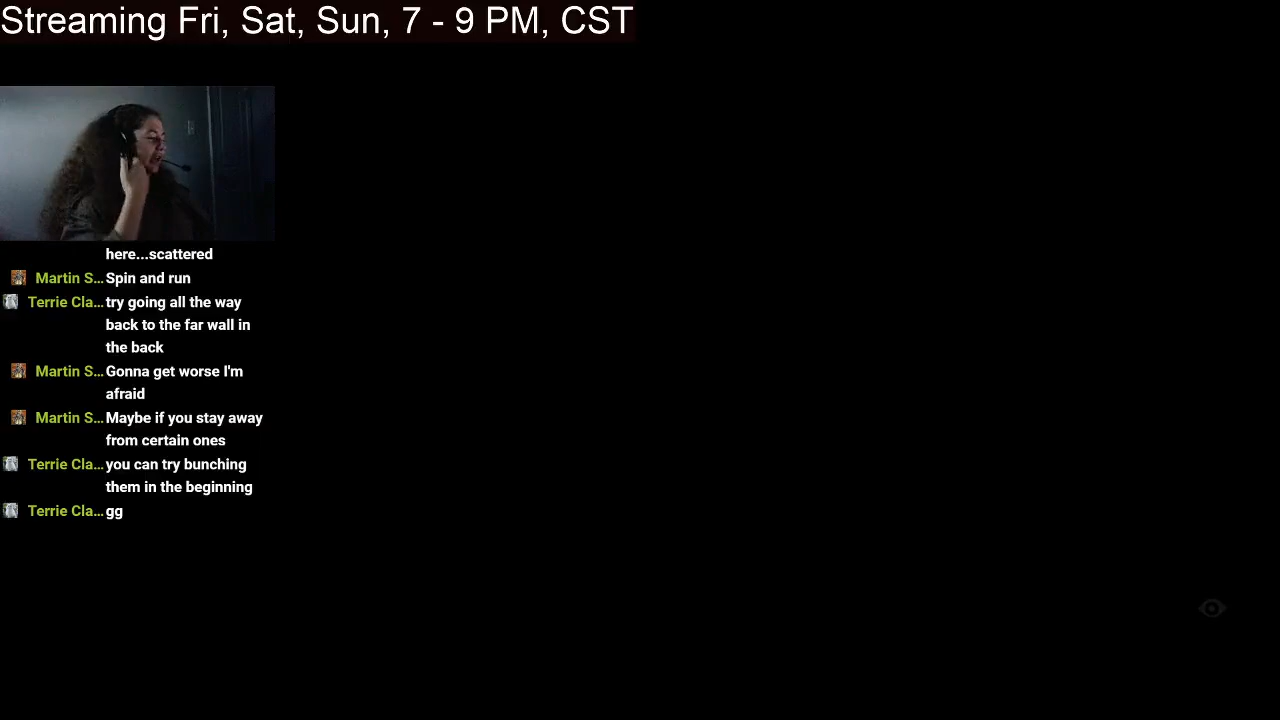 Streaming Fri, Sat, Sun, 7 - 9 PM, CST
here...scattered
Martin S... Spin and run
Terrie Cla... try going all the way
back to the far wall in
the back
Martin S... Gonna get worse I'm
afraid
Martin S... Maybe if you stay away
from certain ones
Terrie Cla... you can try bunching
them in the beginning
Terrie Cla... gg